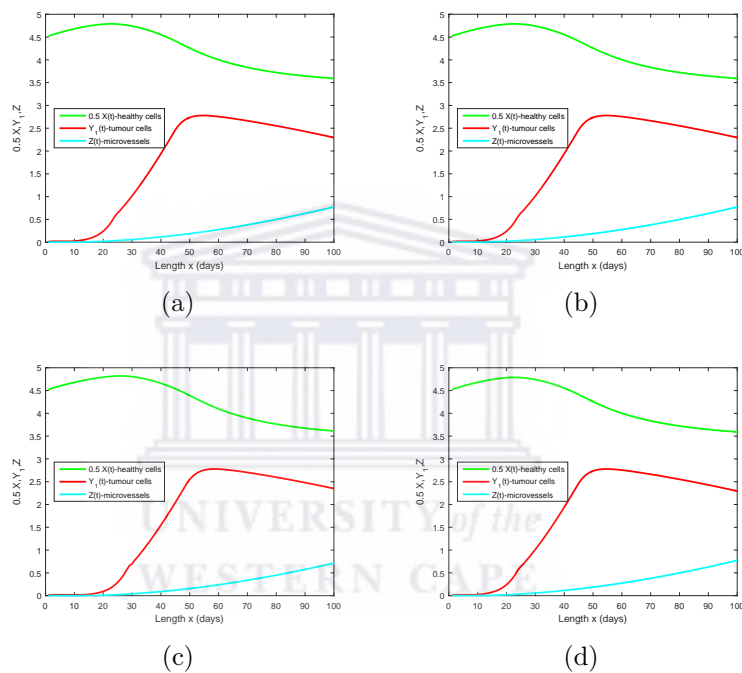 5
4.5
4
3.5
3
2.5
2
1.5
1
0.5
0
0.5 X,Y1,Z
0.5 X(t)-healthy cells
Y1(t)-tumour cells
Z(t)-microvessels
0 10 20 30 40 50 60 70 80 90 100
Length x (days)
(a)
5
4.5
4
3.5
3
2.5
2
1.5
1
0.5
0
0.5 X,Y1,Z
0.5 X(t)-healthy cells
Y1(t)-tumour cells
Z(t)-microvessels
0 10 20 30 40 50 60 70 80 90 100
Length x (days)
(b)
5
4.5
4
3.5
3
2.5
2
1.5
1
0.5
0
0.5 X,Y1,Z
0.5 X(t)-healthy cells
Y1(t)-tumour cells
Z(t)-microvessels
0 10 20 30 40 50 60 70 80 90 100
Length x (days)
(c)
5
4.5
4
3.5
3
2.5
2
1.5
1
0.5
0
0.5 X,Y1,Z
0.5 X(t)-healthy cells
Y1(t)-tumour cells
Z(t)-microvessels
0 10 20 30 40 50 60 70 80 90 100
Length x (days)
(d)
UNIVERSITY of the
WESTERN CAPE